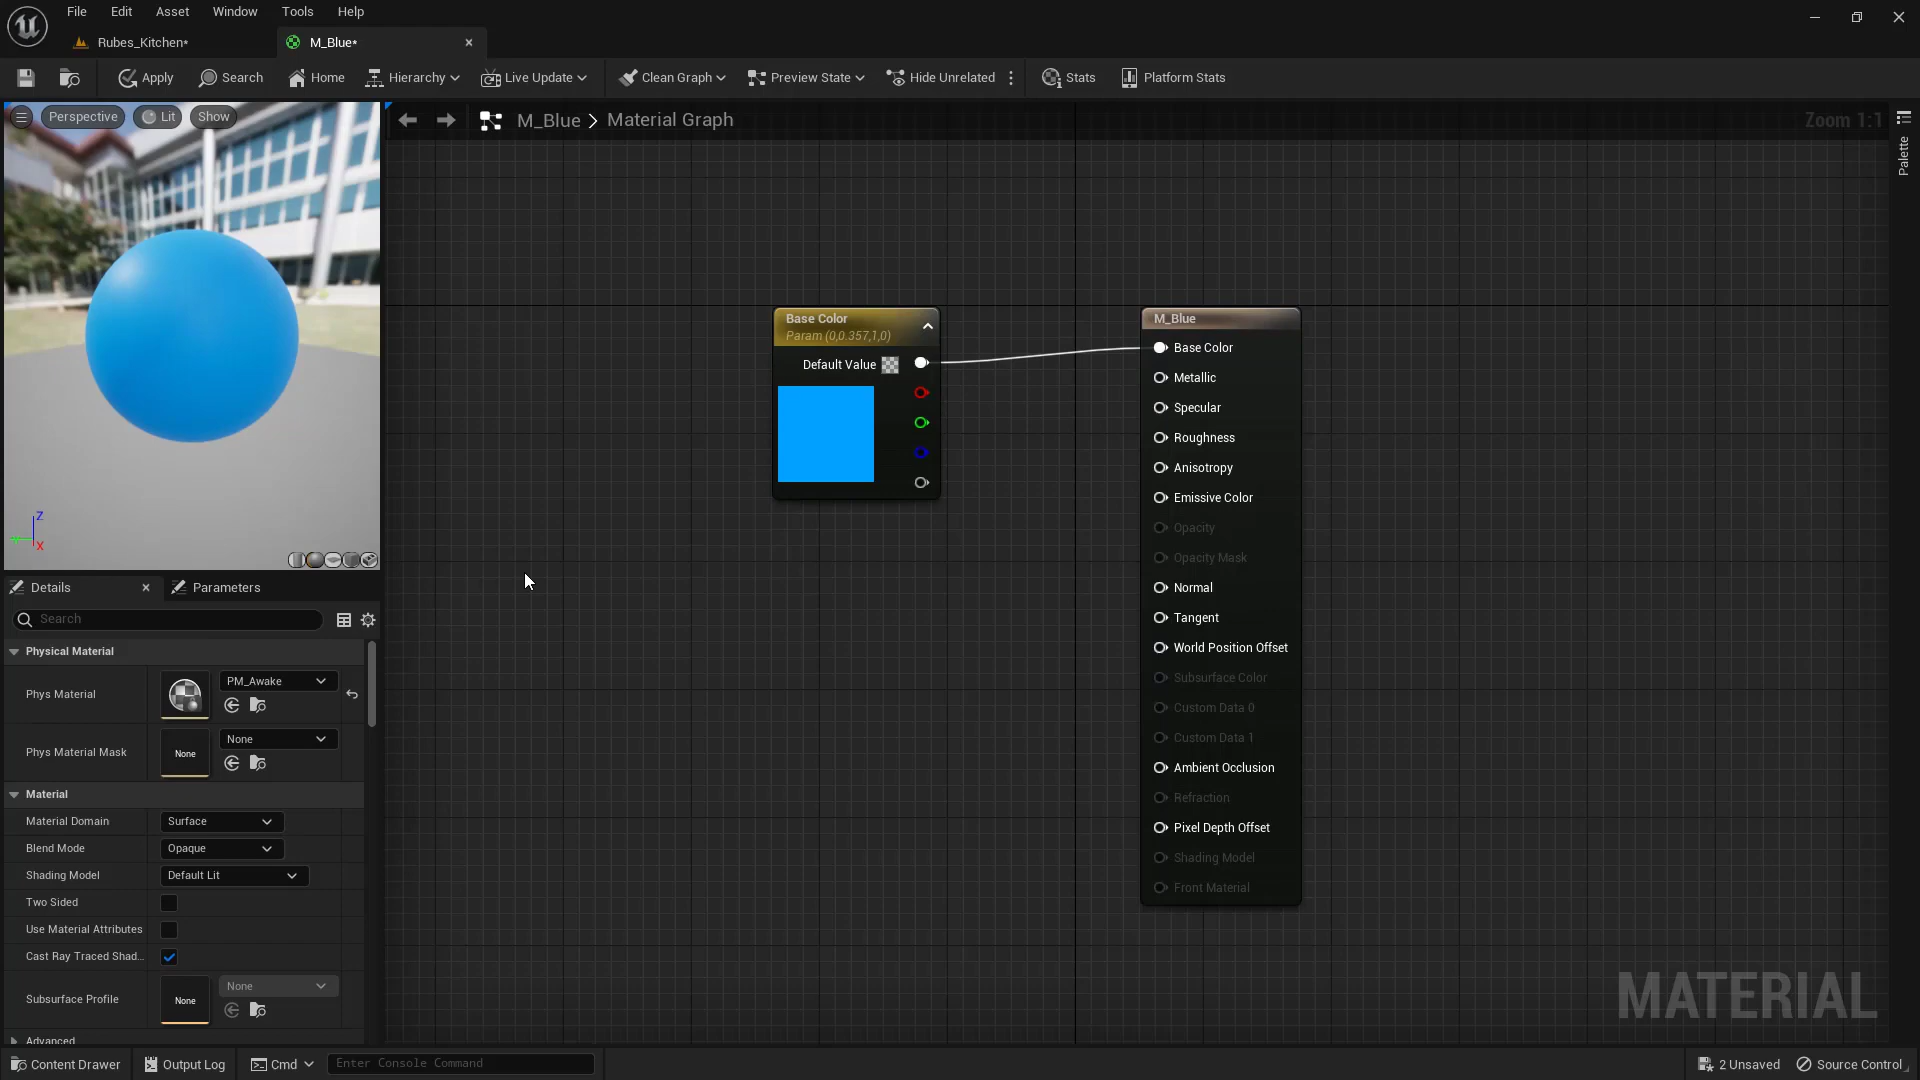 File Edit Asset Window Tools Help
Rubes_Kitchen* M_Blue*
Apply Search Home Hierarchy Live Update Clean Graph Preview State Hide Unrelated Stats Platform Stats
Perspective Lit Show
M_Blue > Material Graph Zoom 1:1
Palette
Base Color
Param (0,0.357,1,0)
Default Value
M_Blue
Base Color
Metallic
Specular
Roughness
Anisotropy
Emissive Color
Opacity
Opacity Mask
Normal
Tangent
World Position Offset
Subsurface Color
Custom Data 0
Custom Data 1
Ambient Occlusion
Refraction
Pixel Depth Offset
Shading Model
Front Material
MATERIAL
Z
X
Details Parameters
Search
Physical Material
Phys Material PM_Awake
Phys Material Mask None None
Material
Material Domain Surface
Blend Mode Opaque
Shading Model Default Lit
Two Sided
Use Material Attributes
Cast Ray Traced Shad...
Subsurface Profile None None
Advanced
Content Drawer Output Log Cmd Enter Console Command 2 Unsaved Source Control